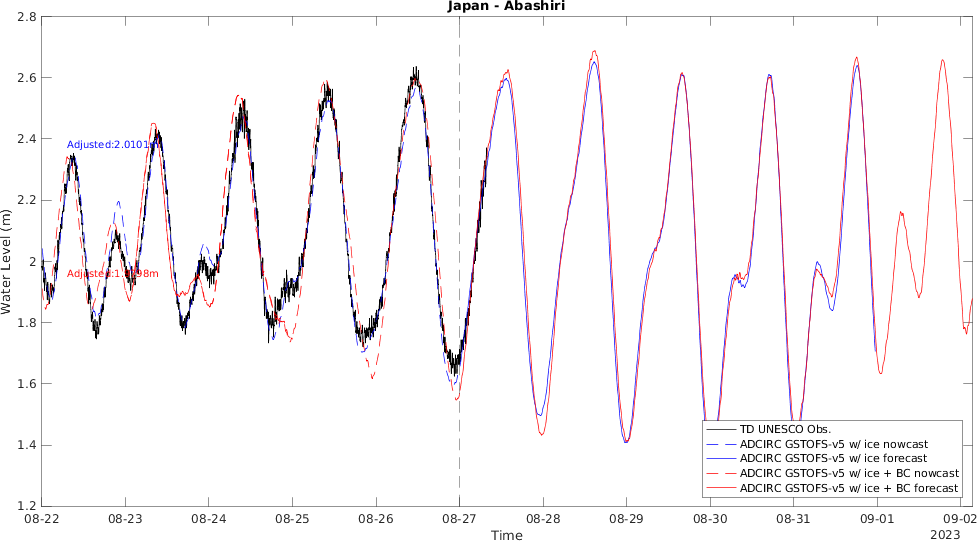 Japan - Abashiri
Water Level (m)
2.8
2.6
2.4
2.2
2
1.8
1.6
1.4
1.2
Adjusted:2.0101
08-22
08-23
08-24
08-25
08-26
08-27
08-28
08-29
08-30
08-31
09-01
09-02
Time
2023
TD UNESCO Obs.
ADCIRC GSTOFS-v5 w/ ice nowcast
ADCIRC GSTOFS-v5 w/ ice forecast
ADCIRC GSTOFS-v5 w/ ice + BC nowcast
ADCIRC GSTOFS-v5 w/ ice + BC forecast